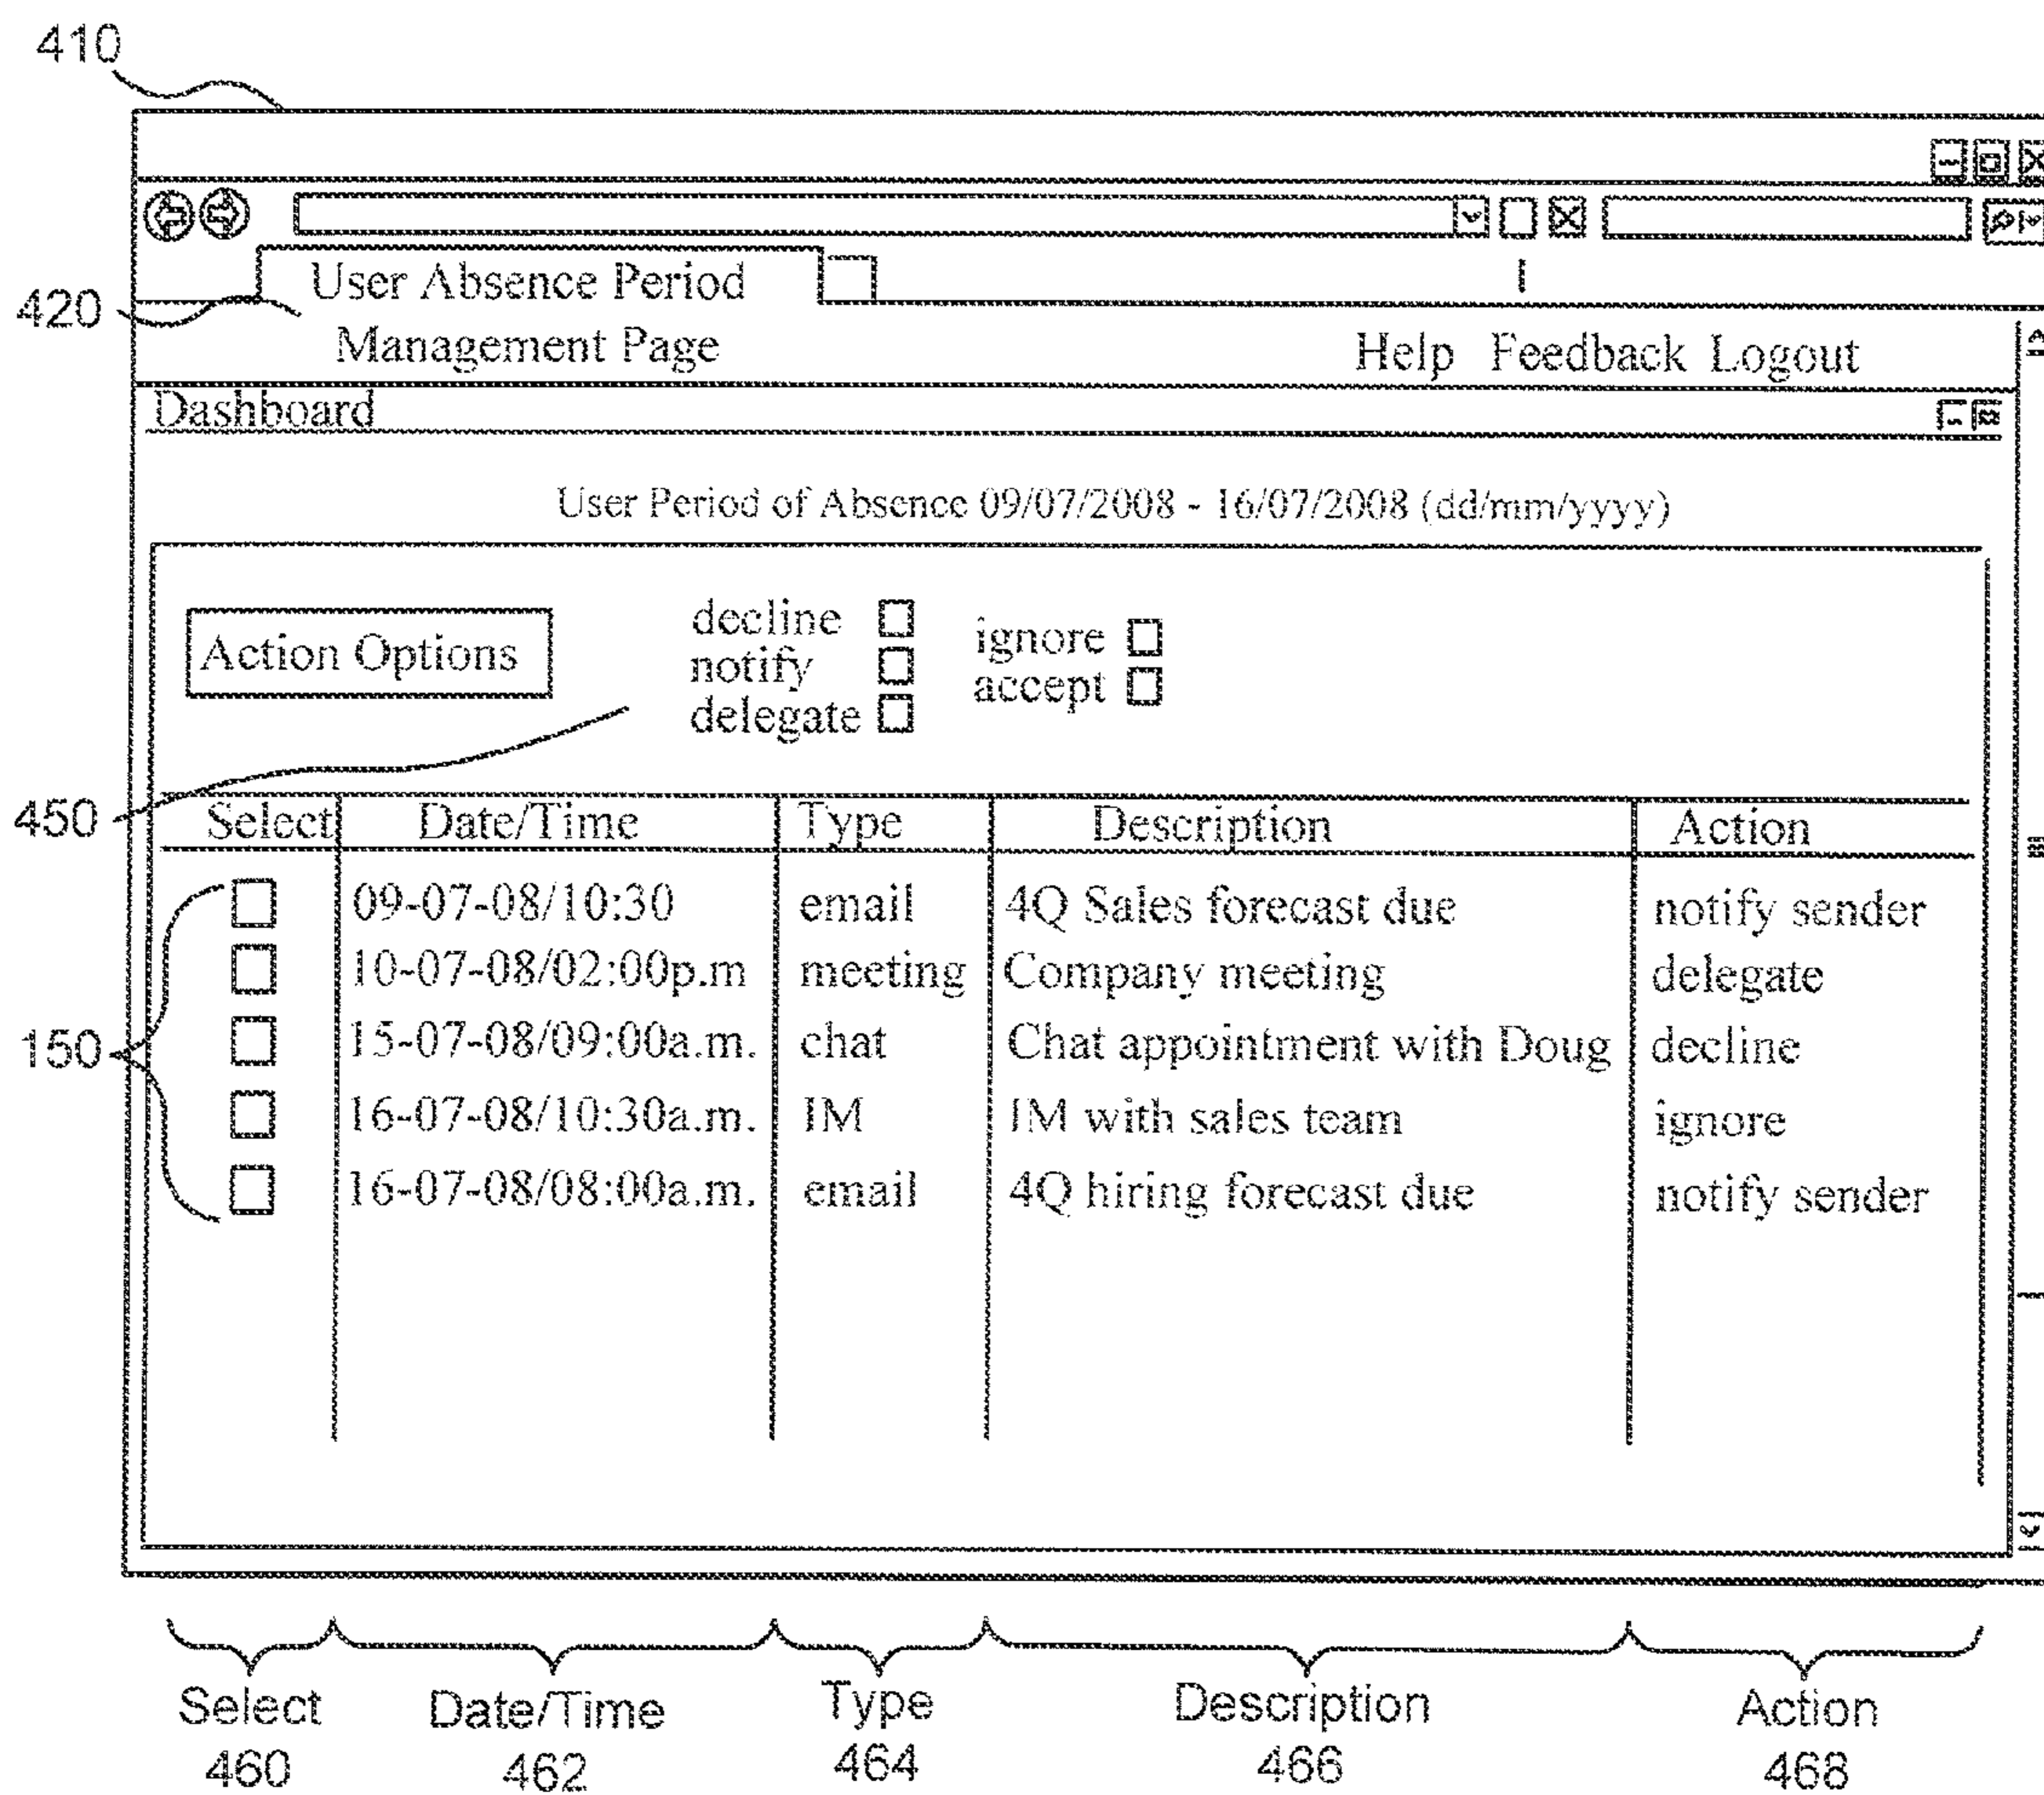 410
User Absence Period
420
Management Page
Help Feedback Logout
Dashboard
User Period of Absence 09/07/2008 - 16/07/2008 (dd/mm/yyyy)
Action Options
decline
notify
delegate
ignore
accept
450
Select Date/Time Type Description Action
09-07-08/10:30 email 4Q Sales forecast due notify sender
10-07-08/02:00p.m meeting Company meeting delegate
150
15-07-08/09:00a.m. chat Chat appointment with Doug decline
16-07-08/10:30a.m. IM IM with sales team ignore
16-07-08/08:00a.m. email 4Q hiring forecast due notify sender
Select Date/Time Type Description Action
460 462 464 466 468